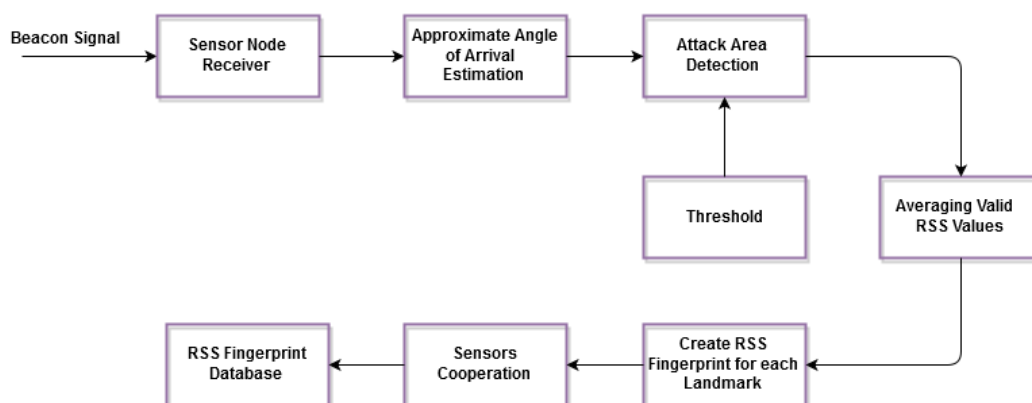 Beacon Signal
Sensor Node
Receiver
Approximate Angle
of Arrival
Estimation
Attack Area
Detection
Threshold
Averaging Valid
RSS Values
Create RSS
Fingerprint for each
Landmark
Sensors
Cooperation
RSS Fingerprint
Database